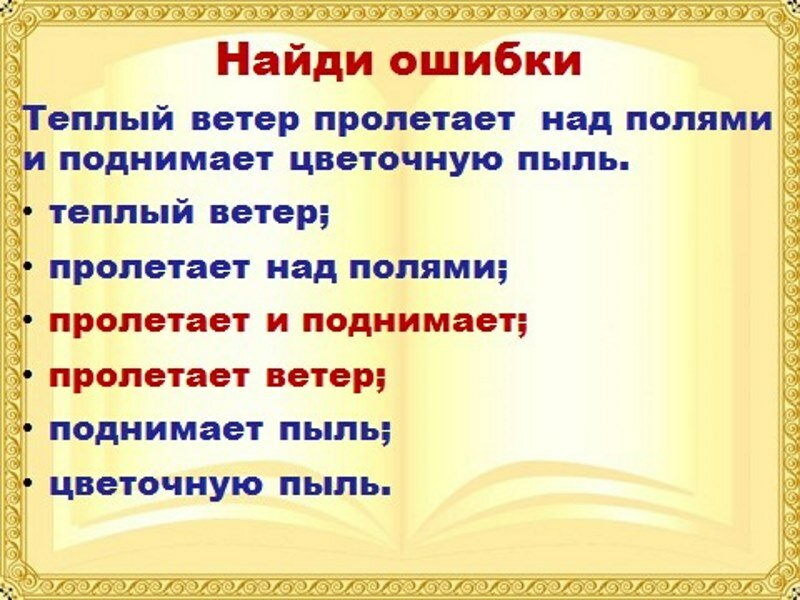 Найди ошибки
Теплый ветер пролетает над полями
и поднимает цветочную пыль.
• теплый ветер;
• пролетает над полями;
• пролетает и поднимает;
• пролетает ветер;
• поднимает пыль;
• цветочную пыль.